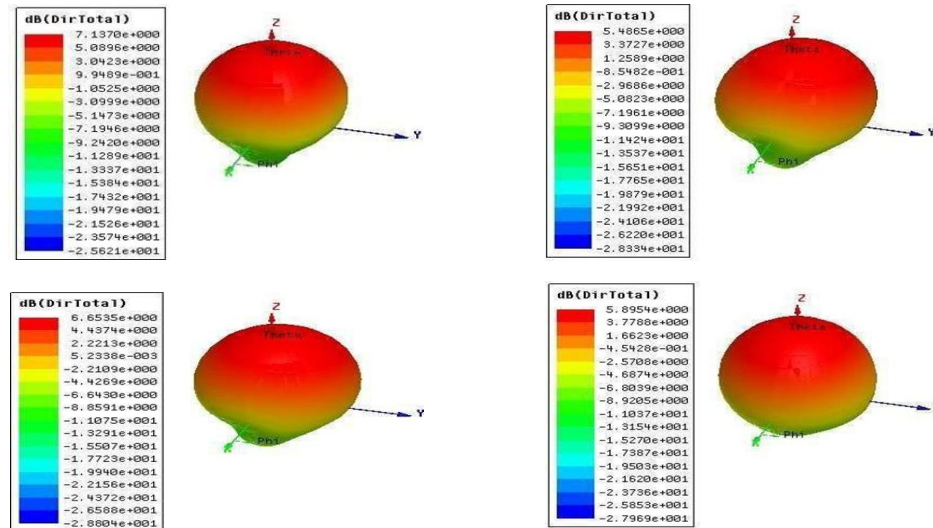 dB(DirTotal)
7.1370e+000
5.0896e+000
3.0423e+000
9.9489e-001
-1.0525e+000
-3.0999e+000
-5.1473e+000
-7.1946e+000
-9.2420e+000
-1.1289e+001
-1.3337e+001
-1.5384e+001
-1.7432e+001
-1.9479e+001
-2.1526e+001
-2.3574e+001
-2.5621e+001
Z
Theta
Y
Phi
dB(DirTotal)
5.4865e+000
3.3727e+000
1.2589e+000
-8.5482e-001
-2.9686e+000
-5.0823e+000
-7.1961e+000
-9.3099e+000
-1.1424e+001
-1.3537e+001
-1.5651e+001
-1.7765e+001
-1.9879e+001
-2.1992e+001
-2.4106e+001
-2.6220e+001
-2.8334e+001
Z
Theta
Y
Phi
dB(DirTotal)
6.6535e+000
4.4374e+000
2.2213e+000
5.2338e-003
-2.2109e+000
-4.4269e+000
-6.6430e+000
-8.8591e+000
-1.1075e+001
-1.3291e+001
-1.5507e+001
-1.7723e+001
-1.9940e+001
-2.2156e+001
-2.4372e+001
-2.6588e+001
-2.8804e+001
Z
Theta
Y
Phi
dB(DirTotal)
5.8954e+000
3.7788e+000
1.6623e+000
-4.5428e-001
-2.5708e+000
-4.6874e+000
-6.8039e+000
-8.9205e+000
-1.1037e+001
-1.3154e+001
-1.5270e+001
-1.7387e+001
-1.9503e+001
-2.1620e+001
-2.3736e+001
-2.5853e+001
-2.7969e+001
Z
Theta
Phi